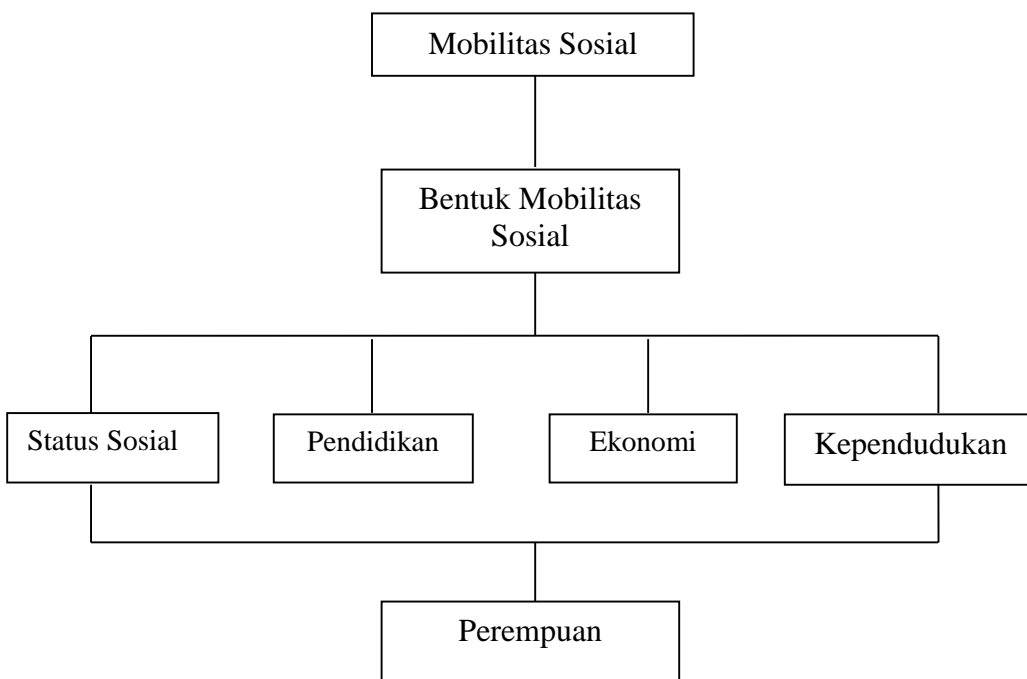 Mobilitas Sosial
Bentuk Mobilitas
Sosial
Status Sosial
Pendidikan
Ekonomi
Kependudukan
Perempuan